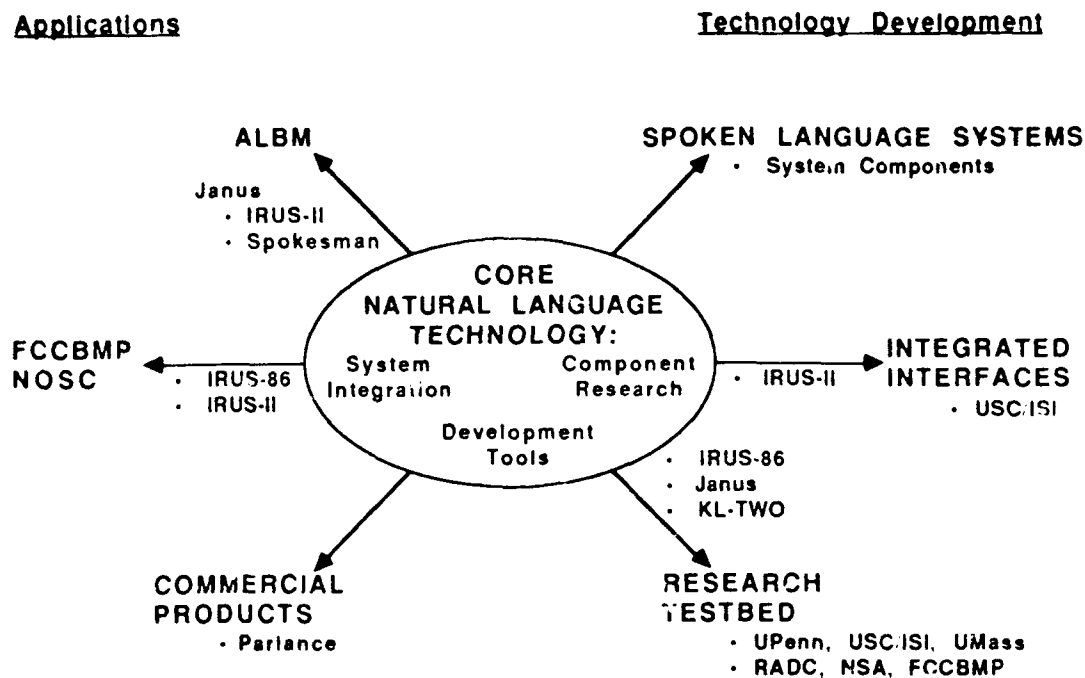 Applications
Technology Development
ALBM
SPOKEN LANGUAGE SYSTEMS
• System Components
Janus
• IRUS-II
• Spokesman
CORE
NATURAL LANGUAGE
TECHNOLOGY:
System
Integration
Component
Research
Development
Tools
FCCBMP
NOSC
• IRUS-86
• IRUS-II
• IRUS-II
INTEGRATED
INTERFACES
• USC/ISI
• IRUS-86
• Janus
• KL-TWO
COMMERCIAL
PRODUCTS
• Parlance
RESEARCH
TESTBED
• UPenn, USC/ISI, UMass
• RADC, NSA, FCCBMP